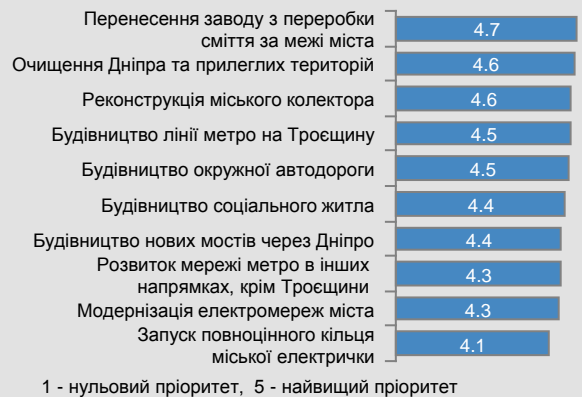 Перенесення заводу з переробки
сміття за межі міста
4.7
Очищення Дніпра та прилеглих територій
4.6
Реконструкція міського колектора
4.6
Будівництво лінії метро на Троєщину
4.5
Будівництво окружної автодороги
4.5
Будівництво соціального житла
4.4
Будівництво нових мостів через Дніпро
4.4
Розвиток мережі метро в інших
напрямках, крім Троєщини
4.3
Модернізація електромереж міста
4.3
Запуск повноцінного кільця
міської електрички
4.1
1 - нульовий пріоритет, 5 - найвищий пріоритет